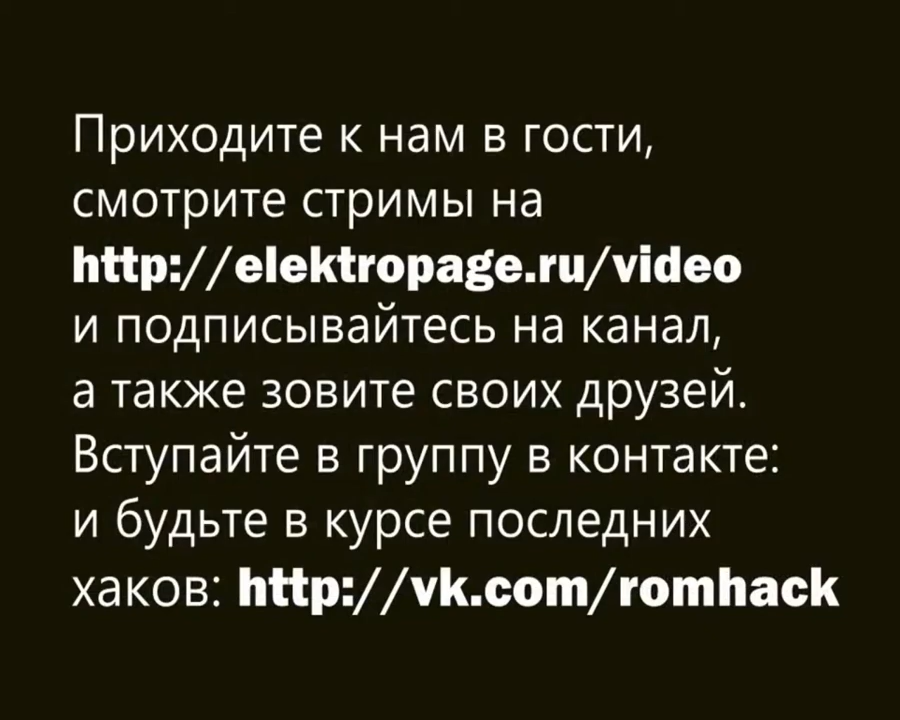 Приходите к нам в гости,
смотрите стримы на
http://elektropage.ru/video
и подписывайтесь на канал,
а также зовите своих друзей.
Вступайте в группу в контакте:
и будьте в курсе последних
хаков: http://vk.com/romhack